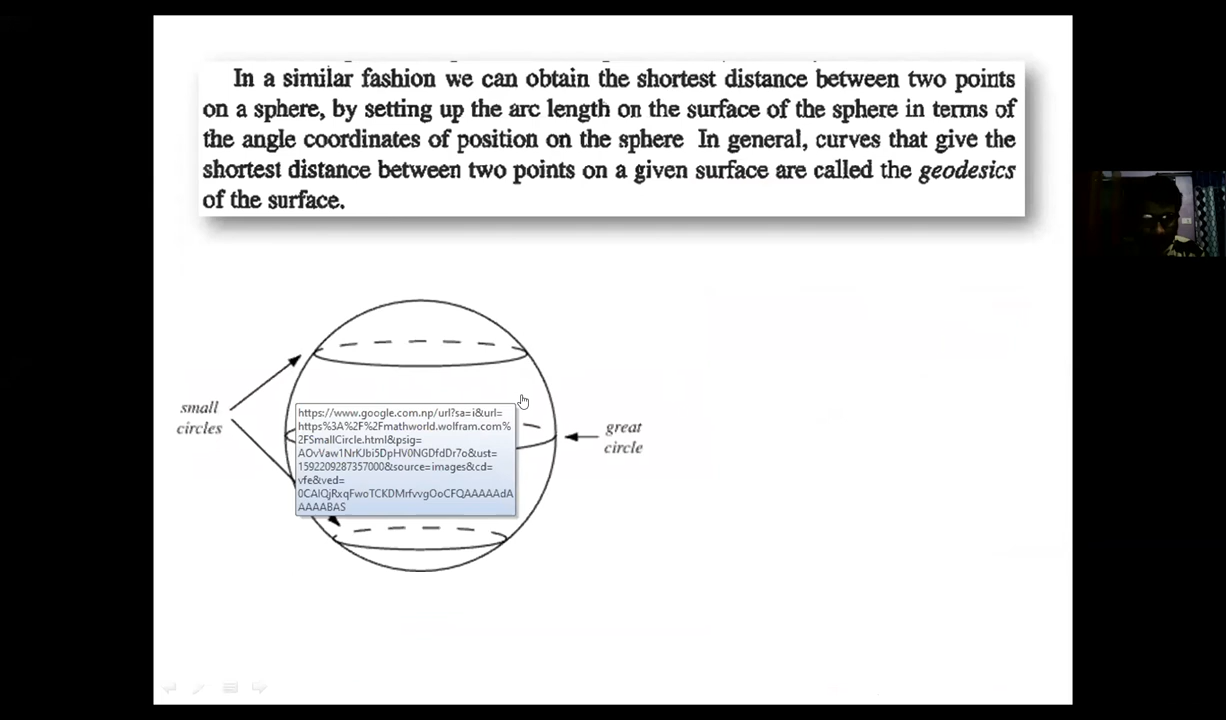 In a similar fashion we can obtain the shortest distance between two points
on a sphere, by setting up the arc length on the surface of the sphere in terms of
the angle coordinates of position on the sphere In general, curves that give the
shortest distance between two points on a given surface are called the geodesics
of the surface.
small
circles
https://www.google.com.np/url?sa=i&url=
https%3A%2F%2Fmathworld.wolfram.com%
2FSmallCircle.html&psig=
AOvVaw1NrKJbi5DpHV0NGDfdDr7o&ust=
1592209287357000&source=images&cd=
vfe&ved=
0CAIQjRxqFwoTCKDMrfvvgOoCFQAAAAAdA
AAAABAS
great
circle